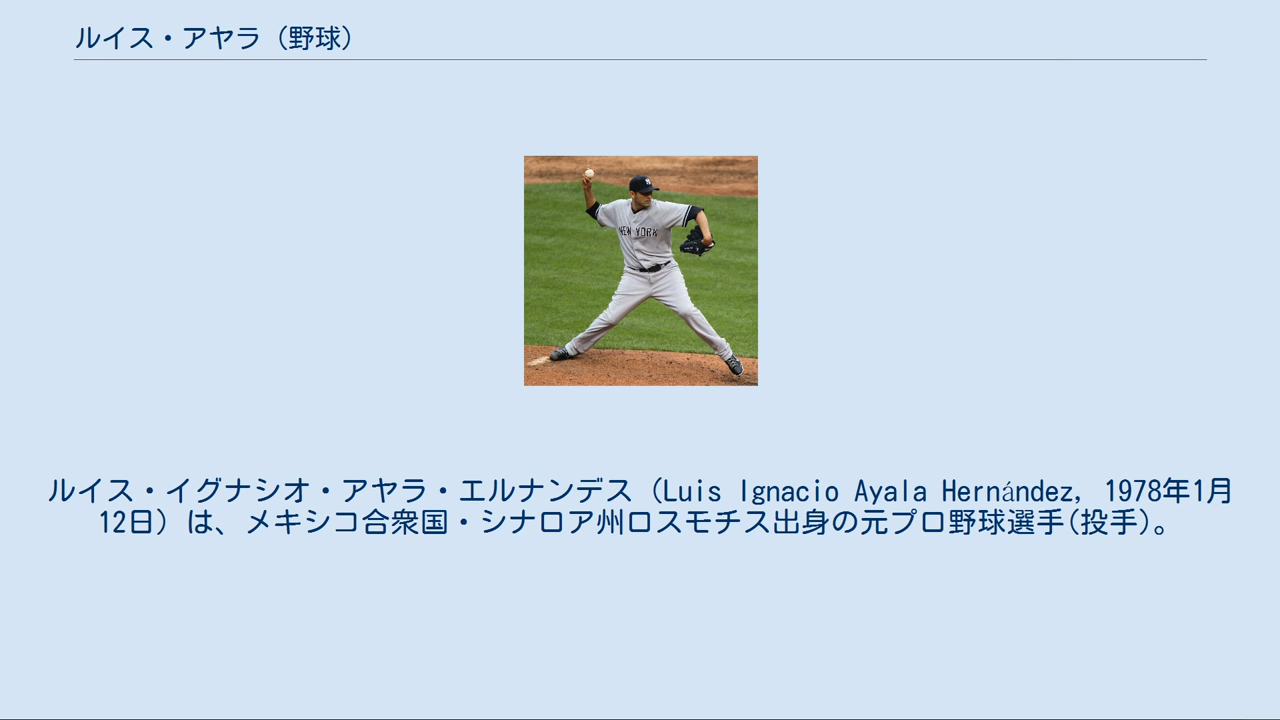 ルイス・アヤラ（野球）
NEW YORK
ルイス・イグナシオ・アヤラ・エルナンデス（Luis Ignacio Ayala Hernández, 1978年1月
12日）は、メキシコ合衆国・シナロア州ロスモチス出身の元プロ野球選手(投手)。